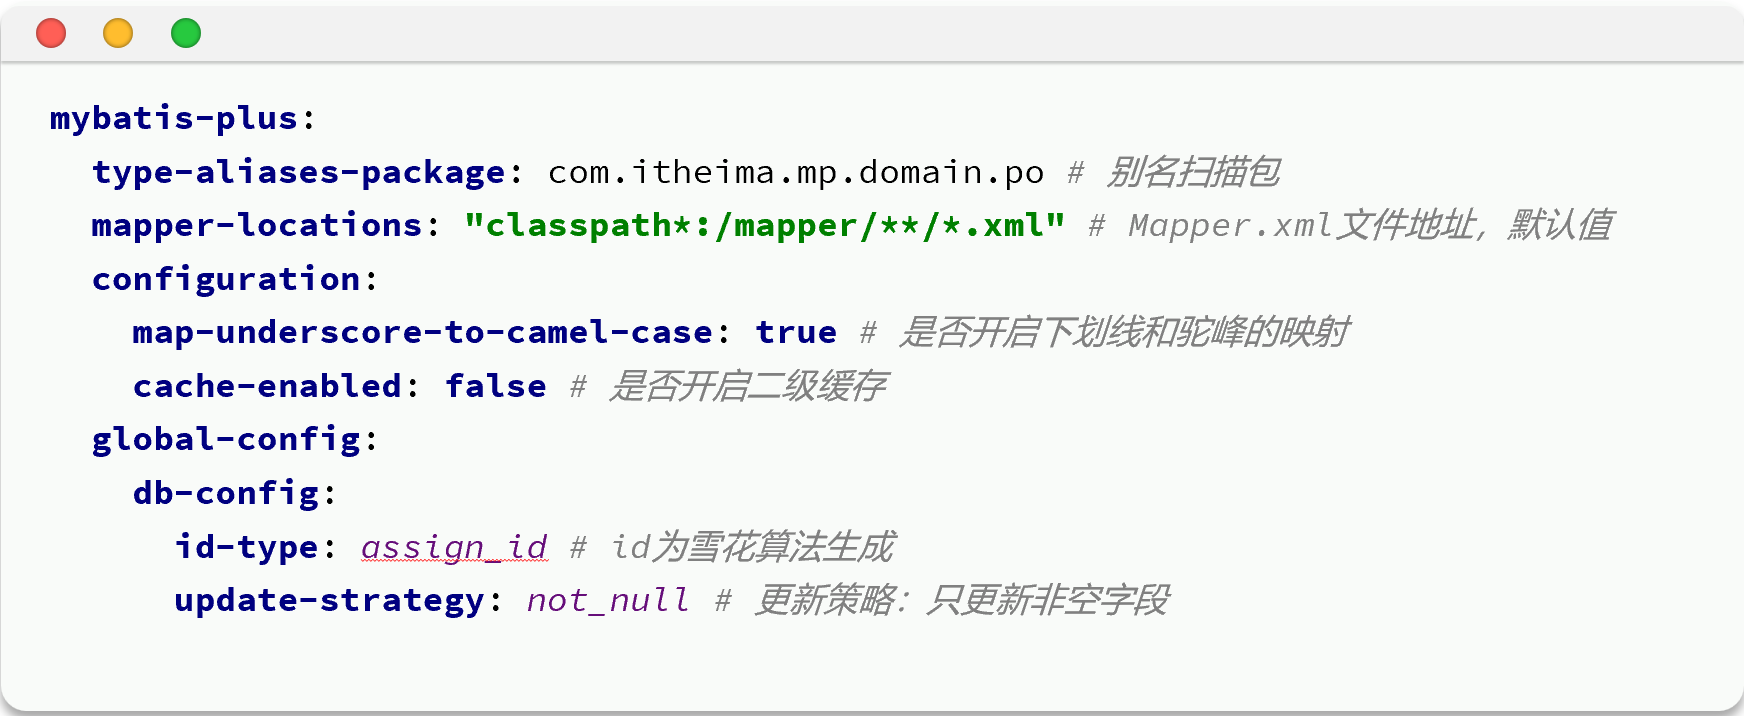 mybatis-plus:
  type-aliases-package: com.itheima.mp.domain.po # 别名扫描包
  mapper-locations: "classpath*:/mapper/**/*.xml" # Mapper.xml文件地址，默认值
  configuration:
    map-underscore-to-camel-case: true # 是否开启下划线和驼峰的映射
    cache-enabled: false # 是否开启二级缓存
  global-config:
    db-config:
      id-type: assign_id # id为雪花算法生成
      update-strategy: not_null # 更新策略：只更新非空字段